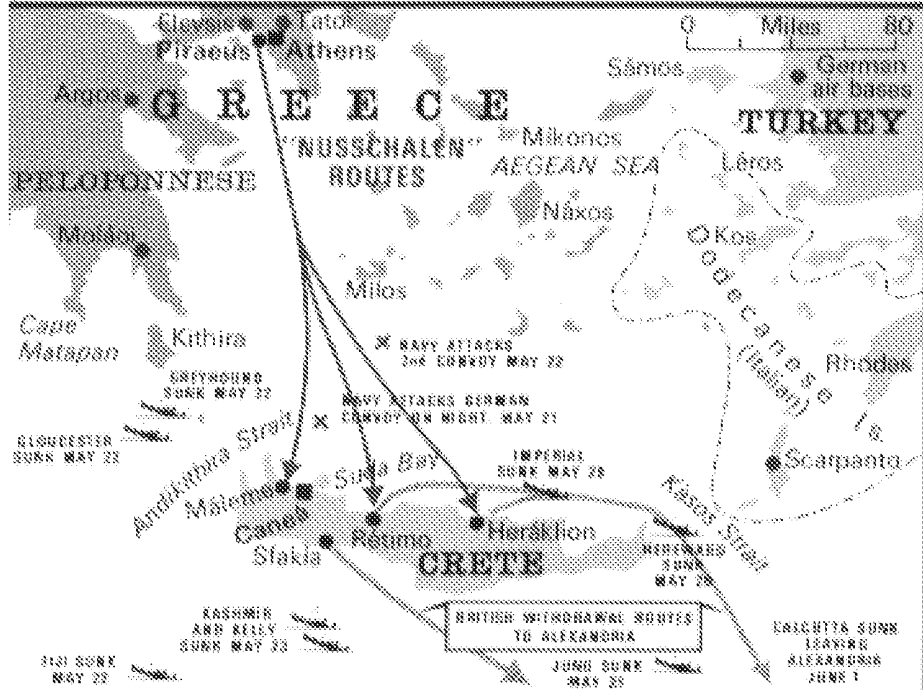 Elevsis
Tatoi
Piraeus
Athens
0 Miles 80
Sámos
German
air bases
Argos
GREECE
TURKEY
"NUSSCHALEN"
ROUTES
Mikonos
AEGEAN SEA
Léros
PELOPONNESE
Náxos
Kos
Dodecanese Is.
(Italian)
Milos
Cape
Matapan
Kithira
NAVY ATTACKS
2nd CONVOY MAY 22
Rhodes
GREYHOUND
SUNK MAY 22
NAVY ATTACKS GERMAN
CONVOY ON NIGHT MAY 21
GLOUCESTER
SUNK MAY 22
Andikithira Strait
Suda Bay
IMPERIAL
SUNK MAY 29
Scarpanto
Máleme
Canea
Kásos Strait
Rétimo
Heráklion
Sfakia
CRETE
HEREWARD
SUNK
MAY 29
KASHMIR
AND KELLY
SUNK MAY 23
BRITISH WITHDRAWAL ROUTES
TO ALEXANDRIA
CALCUTTA SUNK
LEAVING
ALEXANDRIA
JUNE 1
FIJI SUNK
MAY 22
JUNO SUNK
MAY 21